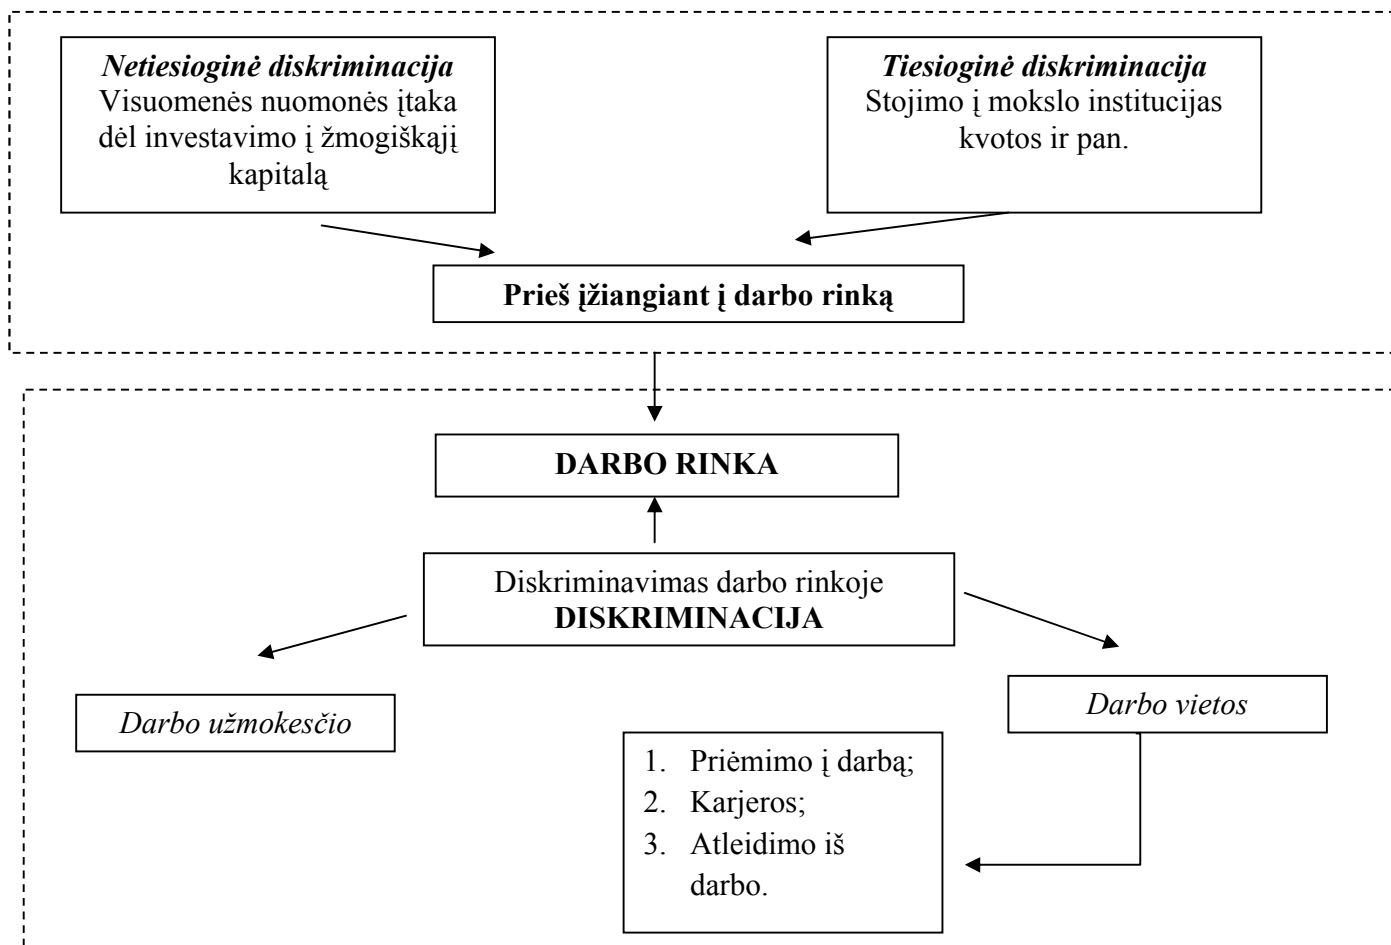 Netiesioginė diskriminacija
Visuomenės nuomonės įtaka
dėl investavimo į žmogiškąjį
kapitalą
Tiesioginė diskriminacija
Stojimo į mokslo institucijas
kvotos ir pan.
Prieš įžiangiant į darbo rinką
DARBO RINKA
Diskriminavimas darbo rinkoje
DISKRIMINACIJA
Darbo užmokesčio
Darbo vietos
1. Priėmimo į darbą;
2. Karjeros;
3. Atleidimo iš
darbo.